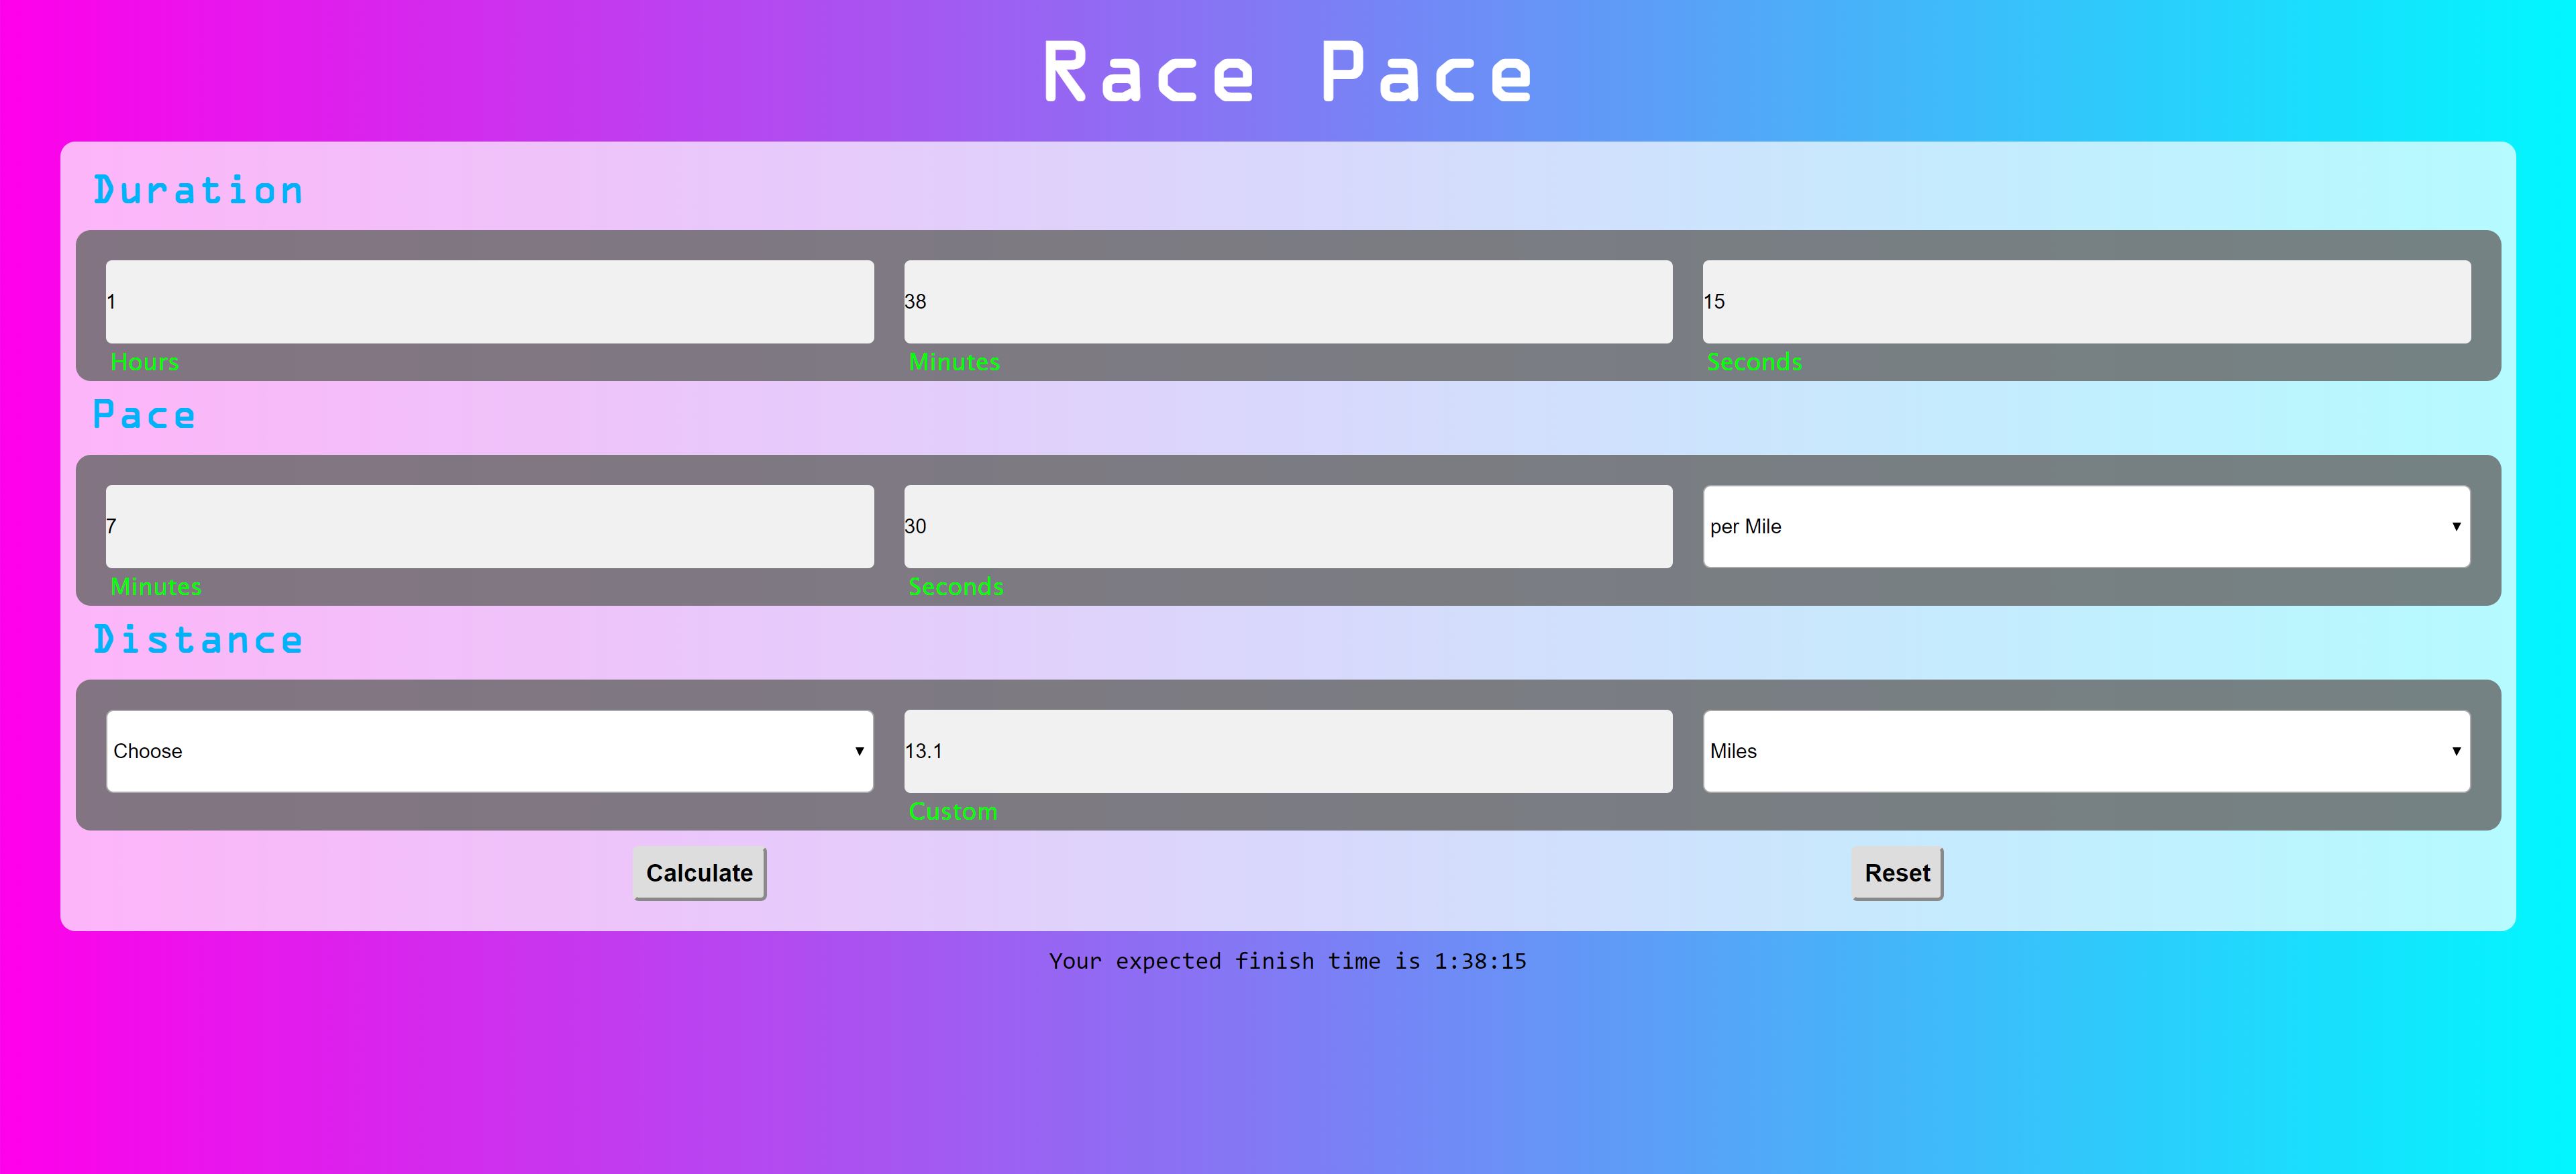 Race Pace
Duration
1 38 15
Hours Minutes Seconds
Pace
7 30 per Mile
Minutes Seconds
Distance
Choose 13.1 Miles
Custom
Calculate Reset
Your expected finish time is 1:38:15